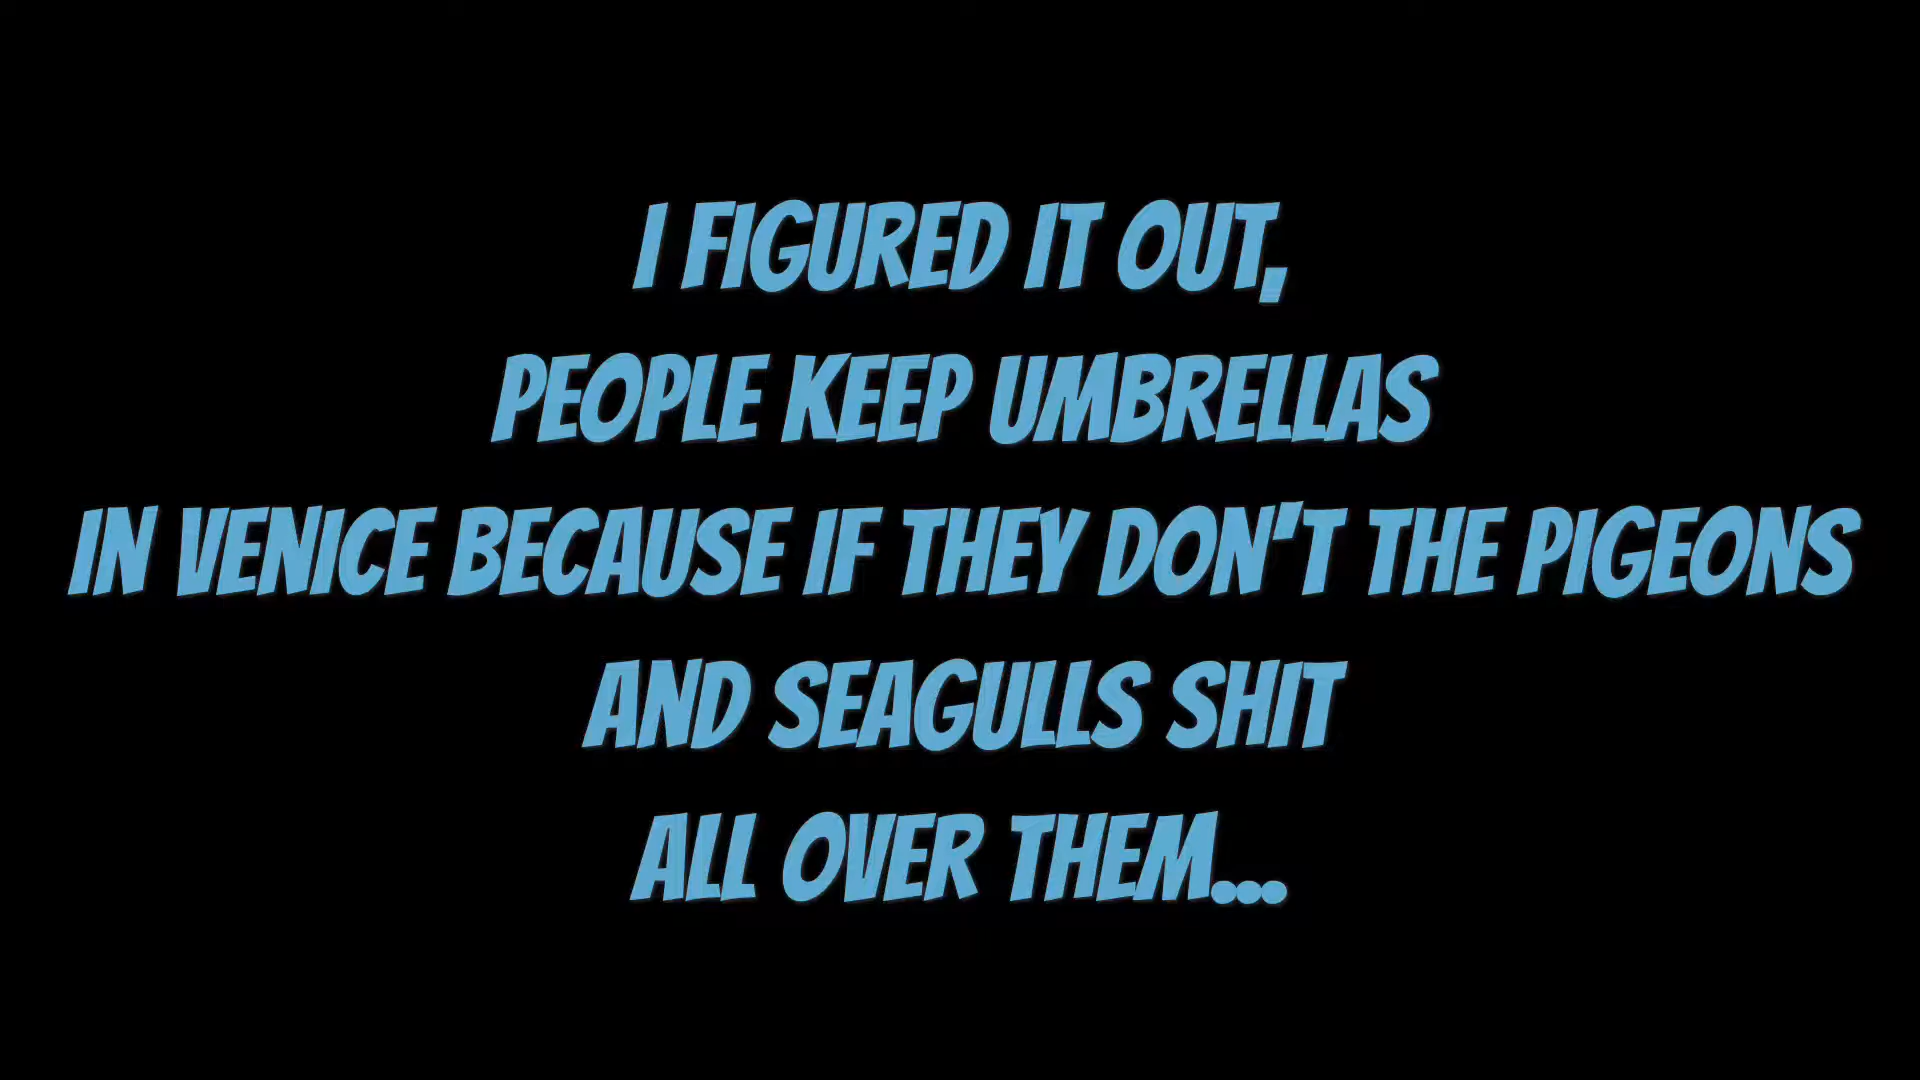 I FIGURED IT OUT,
PEOPLE KEEP UMBRELLAS
IN VENICE BECAUSE IF THEY DON'T THE PIGEONS
AND SEAGULLS SHIT
ALL OVER THEM...